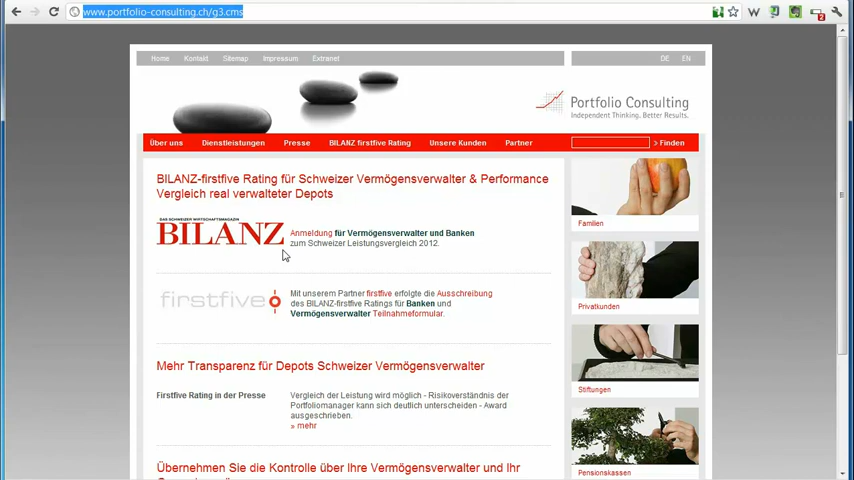 www.portfolio-consulting.ch/g3.cms
Home Kontakt Sitemap Impressum Extranet DE EN
Portfolio Consulting
Independent Thinking. Better Results.
Über uns Dienstleistungen Presse BILANZ firstfive Rating Unsere Kunden Partner > Finden
BILANZ-firstfive Rating für Schweizer Vermögensverwalter & Performance
Vergleich real verwalteter Depots
DAS SCHWEIZER WIRTSCHAFTSMAGAZIN
BILANZ
Anmeldung für Vermögensverwalter und Banken
zum Schweizer Leistungsvergleich 2012.
Familien
firstfive
Mit unserem Partner firstfive erfolgte die Ausschreibung
des BILANZ-firstfive Ratings für Banken und
Vermögensverwalter Teilnahmeformular.
Privatkunden
Mehr Transparenz für Depots Schweizer Vermögensverwalter
Firstfive Rating in der Presse
Vergleich der Leistung wird möglich - Risikoverständnis der
Portfoliomanager kann sich deutlich unterscheiden - Award
ausgeschrieben.
» mehr
Stiftungen
Übernehmen Sie die Kontrolle über Ihre Vermögensverwalter und Ihr
Pensionskassen